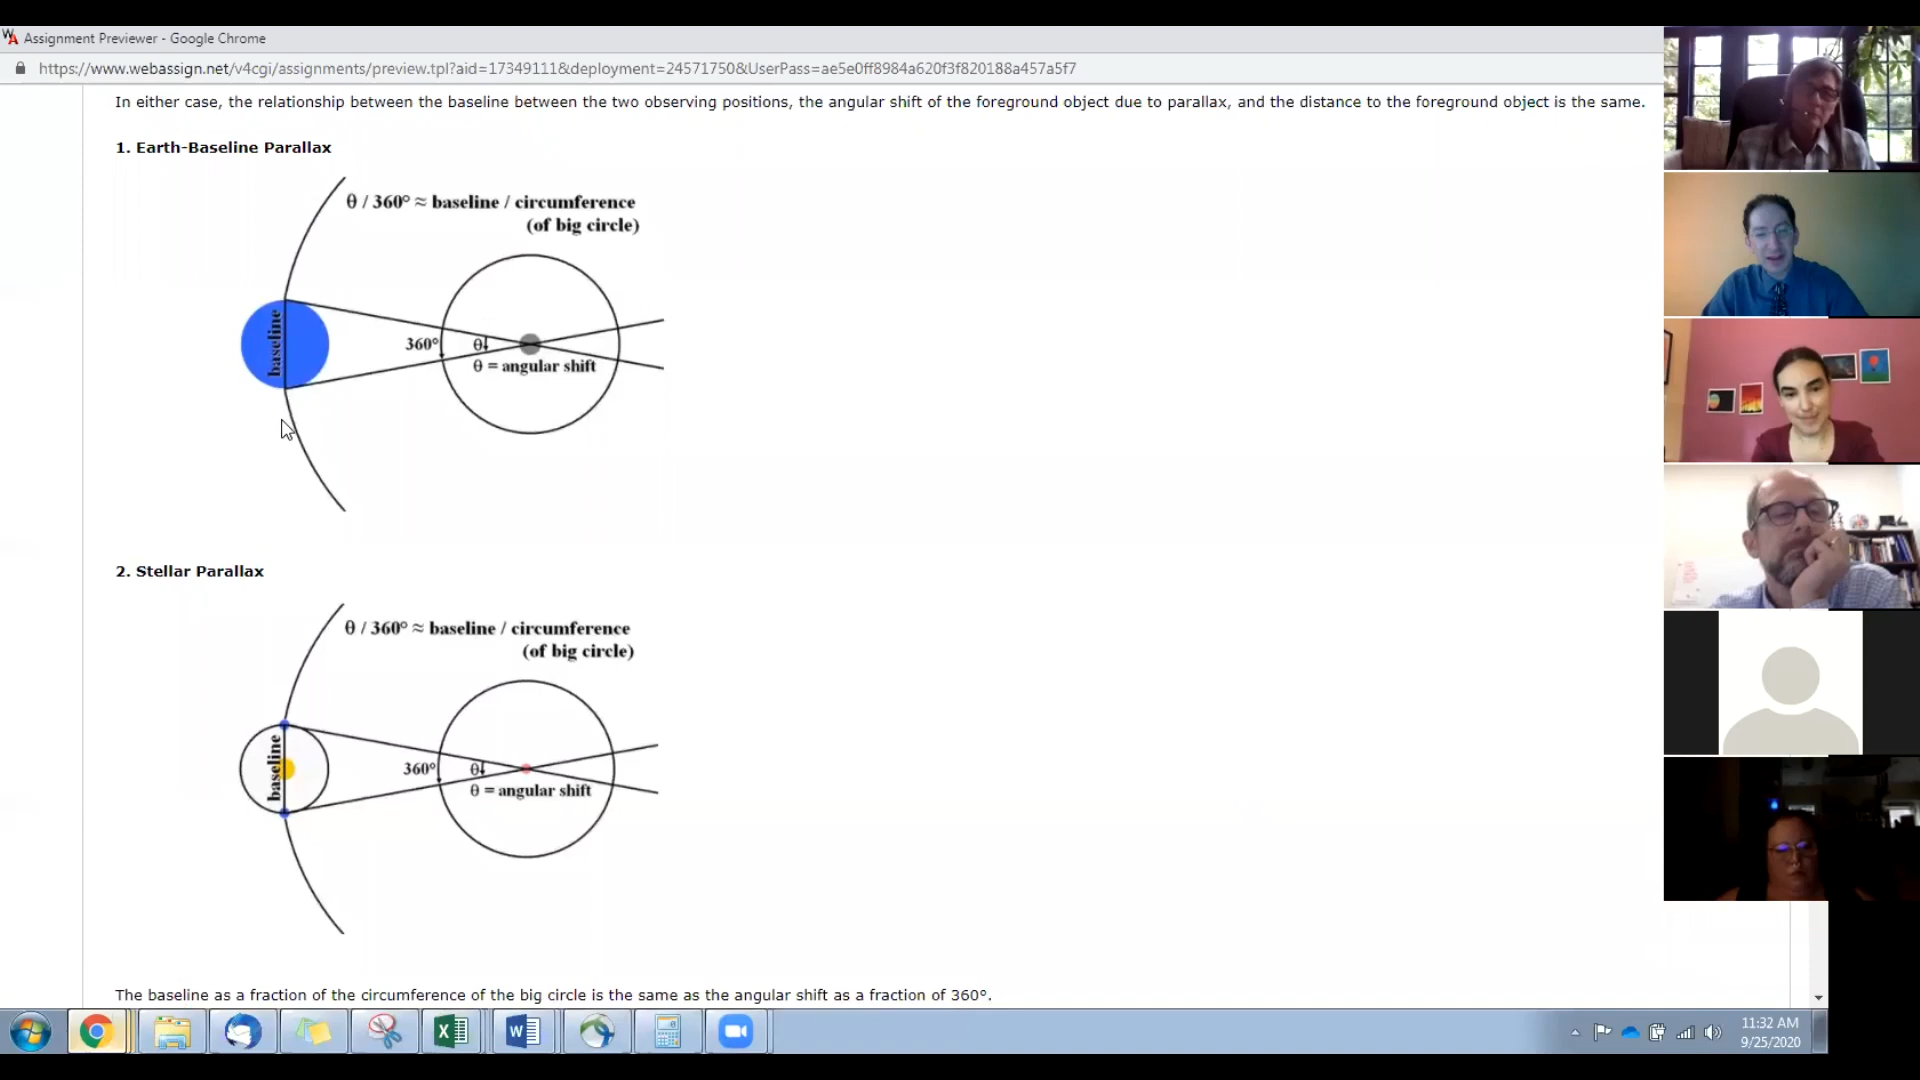 Assignment Previewer - Google Chrome
https://www.webassign.net/v4cgi/assignments/preview.tpl?aid=17349111&deployment=24571750&UserPass=ae5e0ff8984a620f3f820188a457a5f7
In either case, the relationship between the baseline between the two observing positions, the angular shift of the foreground object due to parallax, and the distance to the foreground object is the same.
1. Earth-Baseline Parallax
θ / 360° ≈ baseline / circumference
(of big circle)
baseline
360°
θ
θ = angular shift
2. Stellar Parallax
θ / 360° ≈ baseline / circumference
(of big circle)
baseline
360°
θ
θ = angular shift
The baseline as a fraction of the circumference of the big circle is the same as the angular shift as a fraction of 360°.
11:32 AM
9/25/2020